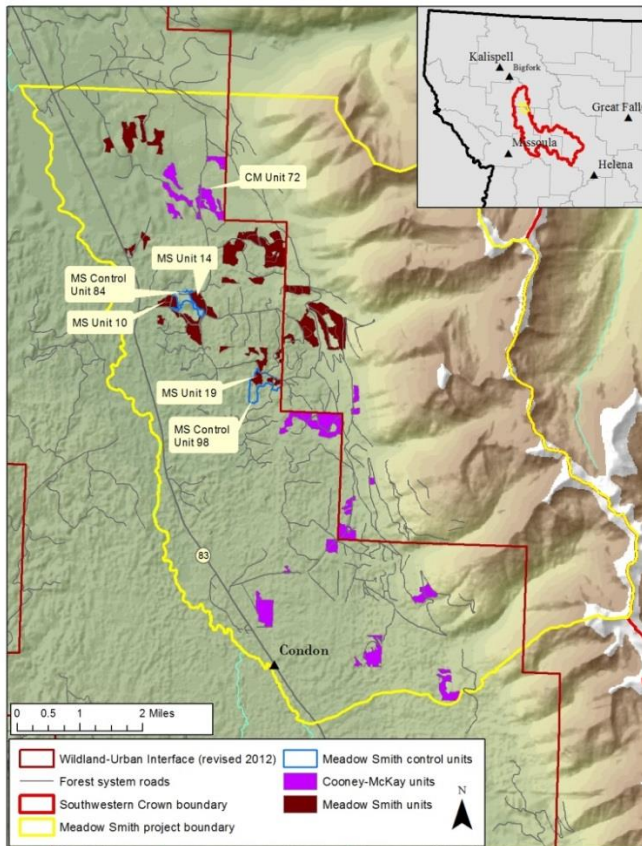 Kalispell
Bigfork
Great Fall
Missoula
Helena
CM Unit 72
MS Unit 14
MS Control
Unit 84
MS Unit 10
MS Unit 19
MS Control
Unit 98
83
Condon
0 0.5 1 2 Miles
Wildland-Urban Interface (revised 2012)
Forest system roads
Southwestern Crown boundary
Meadow Smith project boundary
Meadow Smith control units
Cooney-McKay units
Meadow Smith units
N